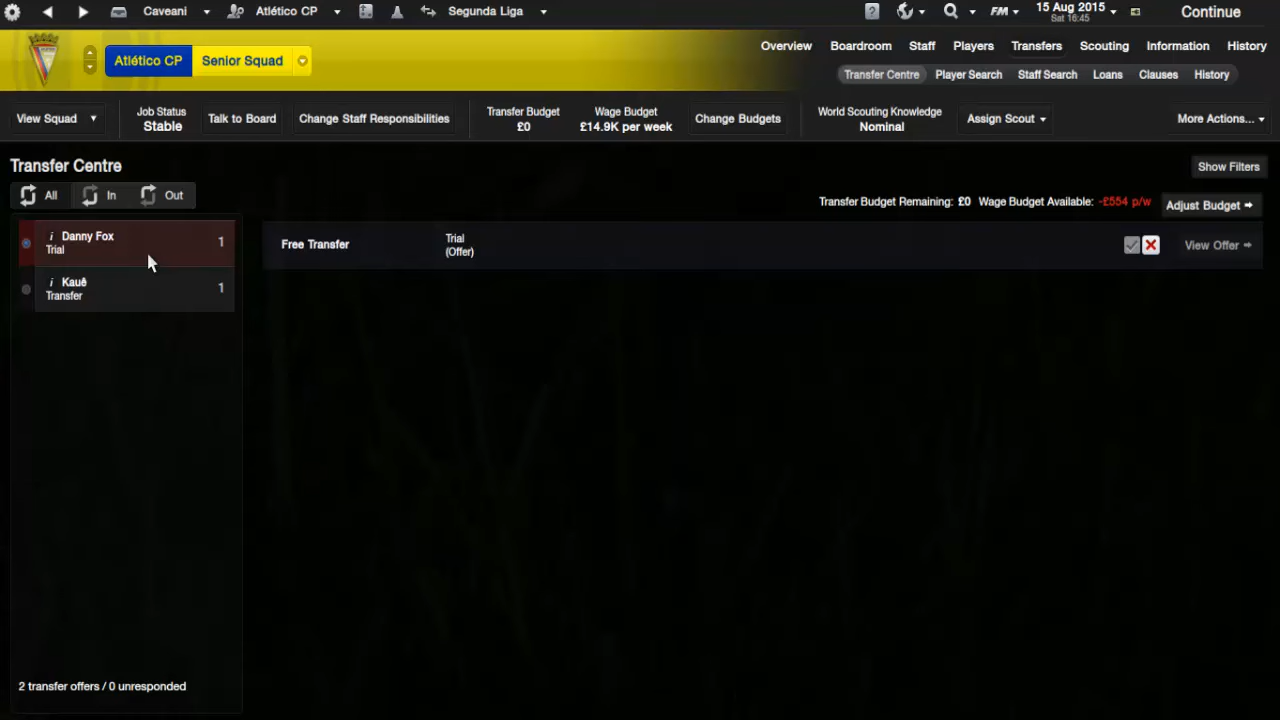 Caveani Atlético CP Segunda Liga FM 15 Aug 2015 Continue
Sat 16:45
Atlético CP Senior Squad
Overview Boardroom Staff Players Transfers Scouting Information History
Transfer Centre Player Search Staff Search Loans Clauses History
View Squad
Job Status
Stable
Talk to Board
Change Staff Responsibilities
Transfer Budget
£0
Wage Budget
£14.9K per week
Change Budgets
World Scouting Knowledge
Nominal
Assign Scout
More Actions...
Transfer Centre
Show Filters
All In Out
Transfer Budget Remaining: £0 Wage Budget Available: -£554 p/w Adjust Budget
i Danny Fox 1
Trial
Free Transfer
Trial
(Offer)
View Offer
i Kauê 1
Transfer
2 transfer offers / 0 unresponded